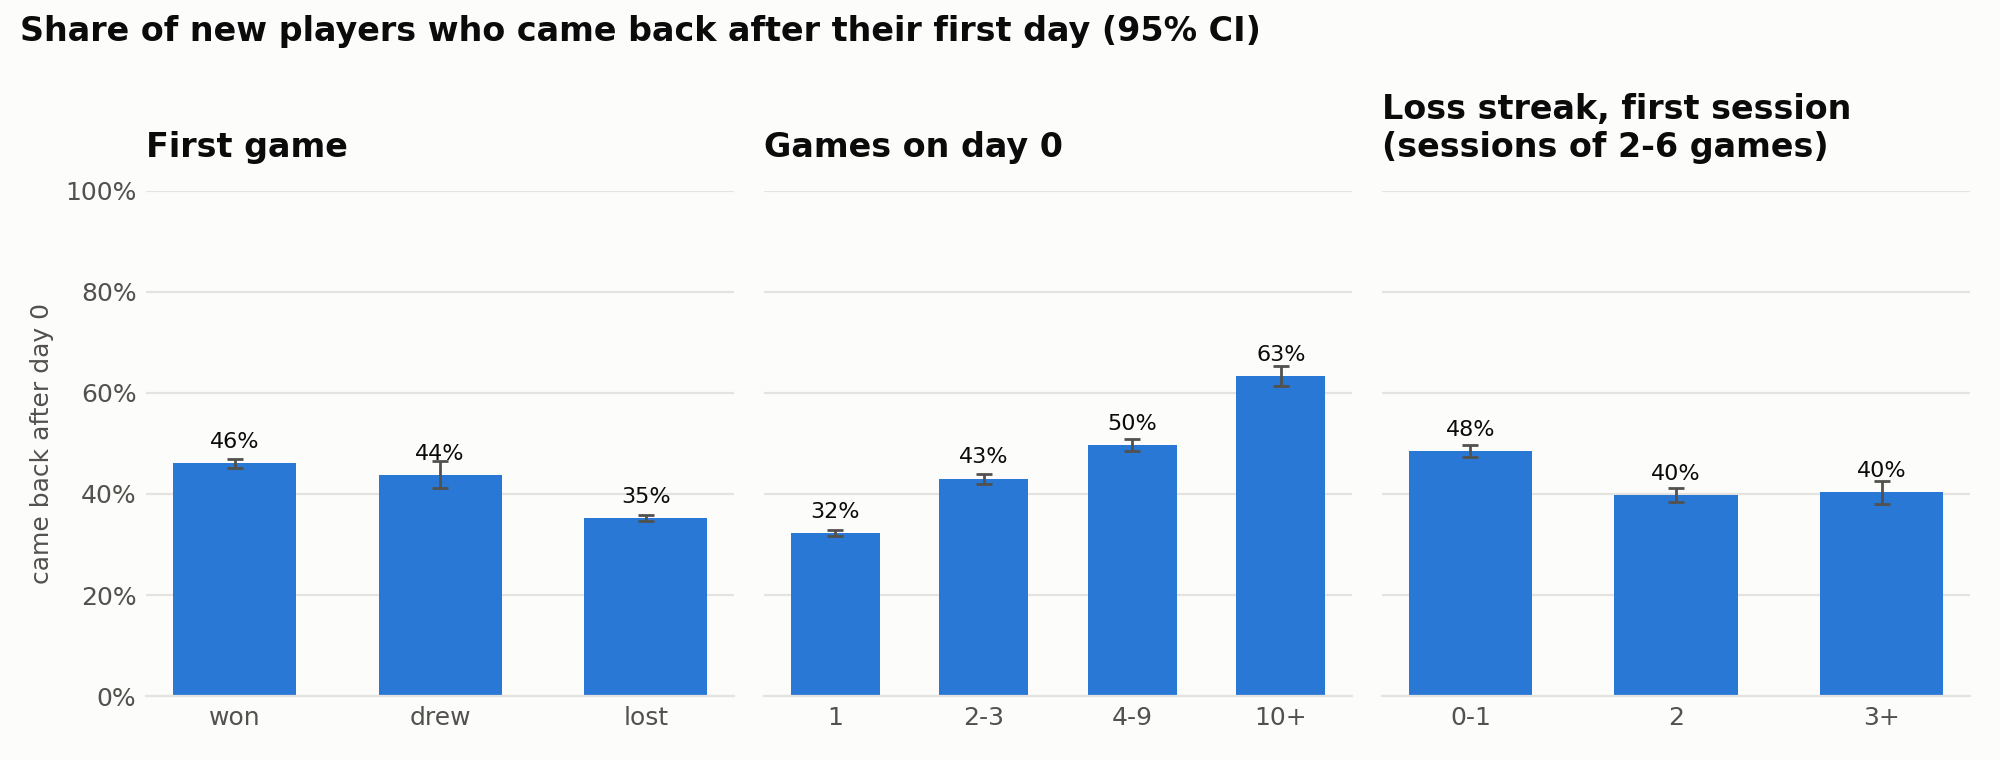 Share of new players who came back after their first day (95% CI)
First game
Games on day 0
Loss streak, first session
(sessions of 2-6 games)
came back after day 0
100%
80%
60%
40%
20%
0%
46%
44%
35%
won
drew
lost
32%
43%
50%
63%
1
2-3
4-9
10+
48%
40%
40%
0-1
2
3+